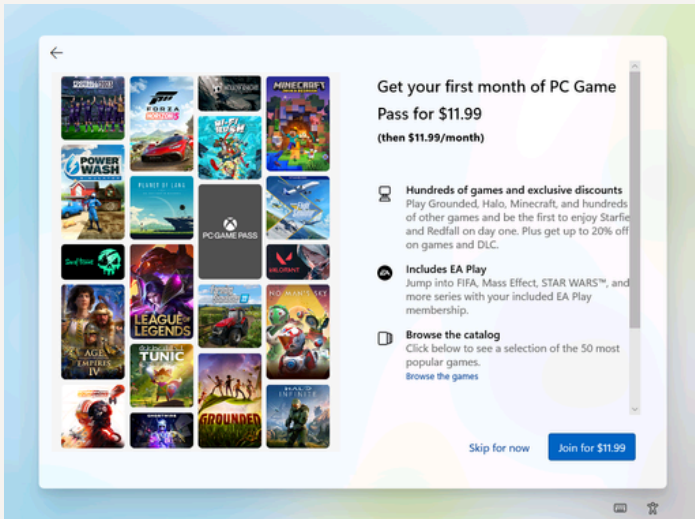 Get your first month of PC Game
Pass for $11.99
(then $11.99/month)
Hundreds of games and exclusive discounts
Play Grounded, Halo, Minecraft, and hundreds
of other games and be the first to enjoy Starfie
and Redfall on day one. Plus get up to 20% off
on games and DLC.
EA
Includes EA Play
Jump into FIFA, Mass Effect, STAR WARS™, and
more series with your included EA Play
membership.
Browse the catalog
Click below to see a selection of the 50 most
popular games.
Browse the games
Skip for now
Join for $11.99
FORZA
HORIZON 5
MINECRAFT
HI-FI
RUSH
POWER
WASH
PLANET OF LANA
PC GAME PASS
VALORANT
LEAGUE OF
LEGENDS
NO MAN'S SKY
AGE
EMPIRES
IV
TUNIC
GROUNDED
HALO
INFINITE